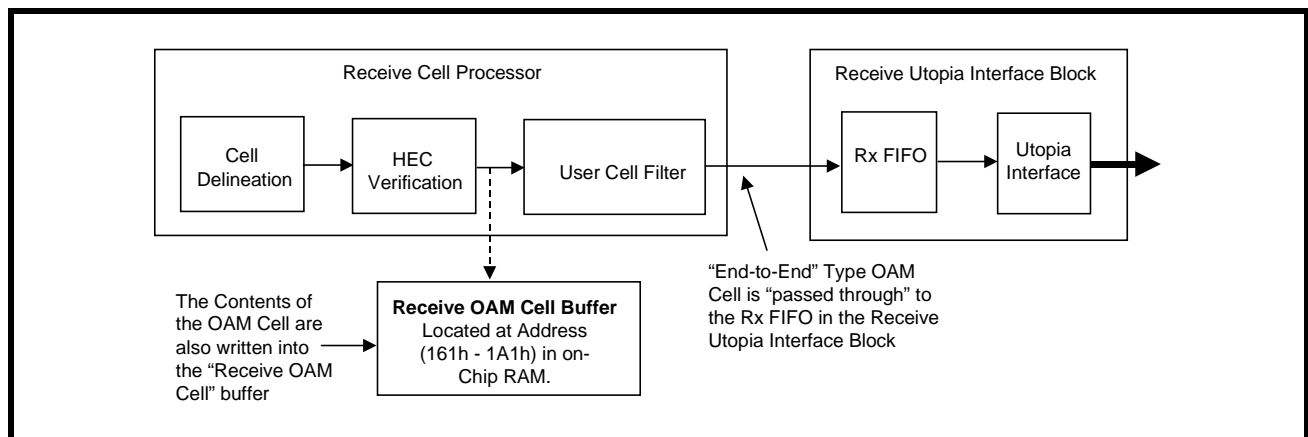 Receive Cell Processor
Cell
Delineation
HEC
Verification
User Cell Filter
Receive Utopia Interface Block
Rx FIFO
Utopia
Interface
The Contents of
the OAM Cell are
also written into
the “Receive OAM
Cell” buffer
Receive OAM Cell Buffer
Located at Address
(161h - 1A1h) in on-
Chip RAM.
“End-to-End” Type OAM
Cell is “passed through” to
the Rx FIFO in the Receive
Utopia Interface Block